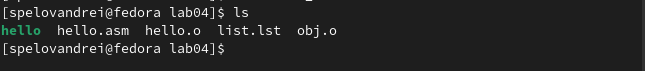 [spelovandrei@fedora lab04]$ ls
hello  hello.asm  hello.o  list.lst  obj.o
[spelovandrei@fedora lab04]$